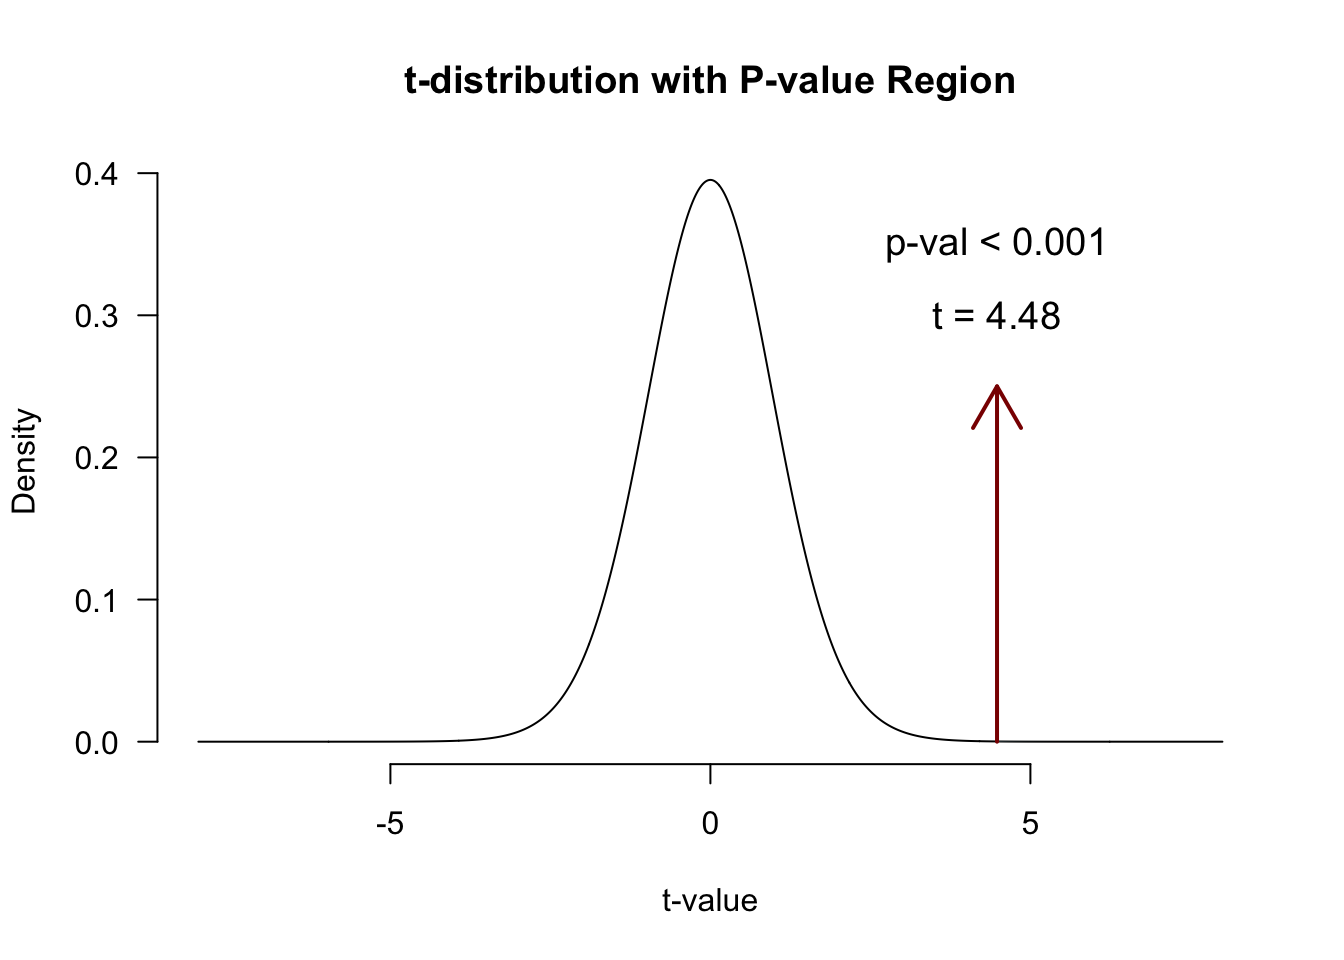 t-distribution with P-value Region
0.4
0.3
0.2
0.1
0.0
Density
p-val < 0.001
t = 4.48
-5
0
5
t-value